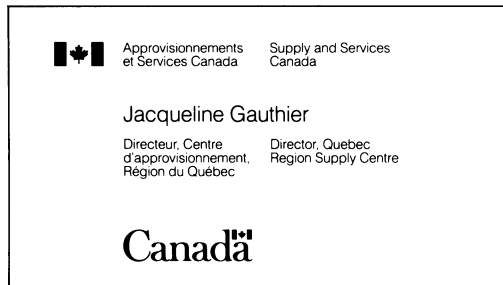 Approvisionnements
et Services Canada
Supply and Services
Canada
Jacqueline Gauthier
Directeur, Centre
d'approvisionnement,
Région du Québec
Director, Quebec
Region Supply Centre
Canada